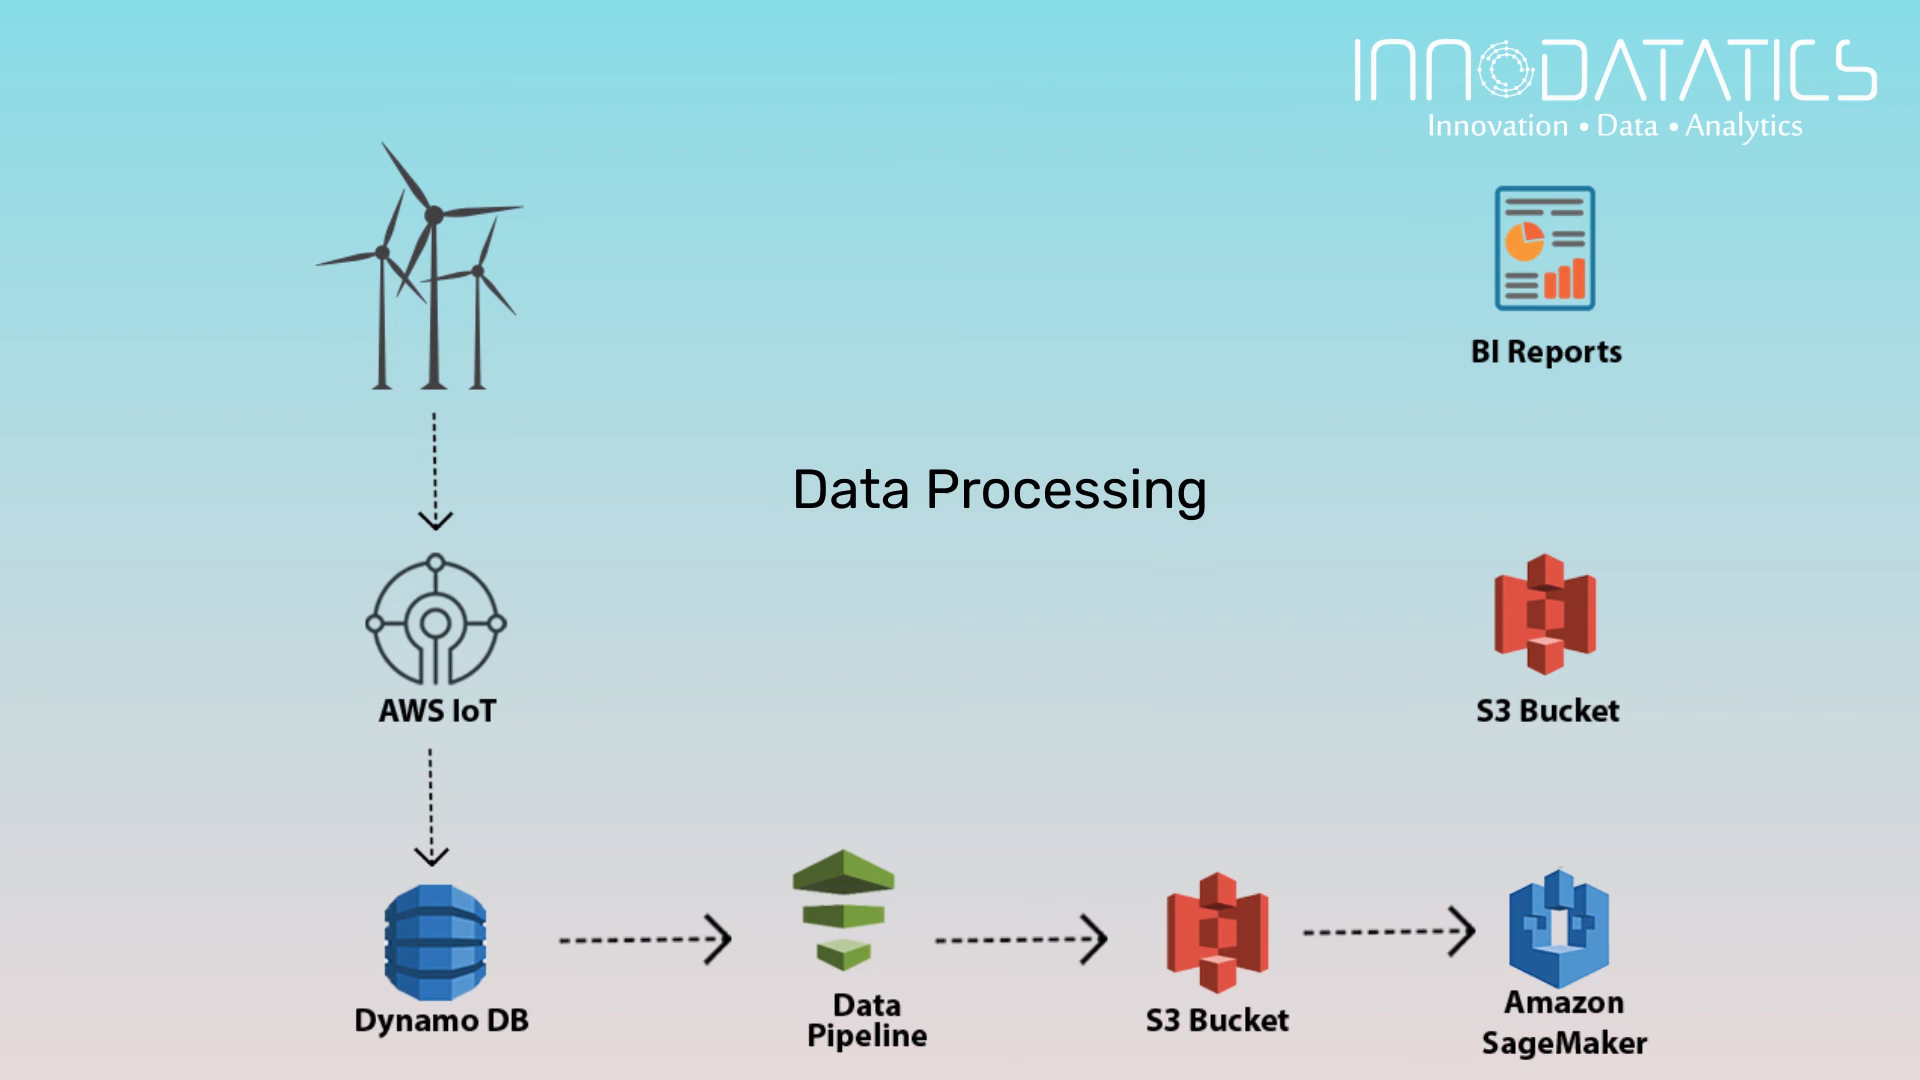 INNODATATICS
Innovation • Data • Analytics
BI Reports
Data Processing
AWS IoT
S3 Bucket
Dynamo DB
Data
Pipeline
S3 Bucket
Amazon
SageMaker